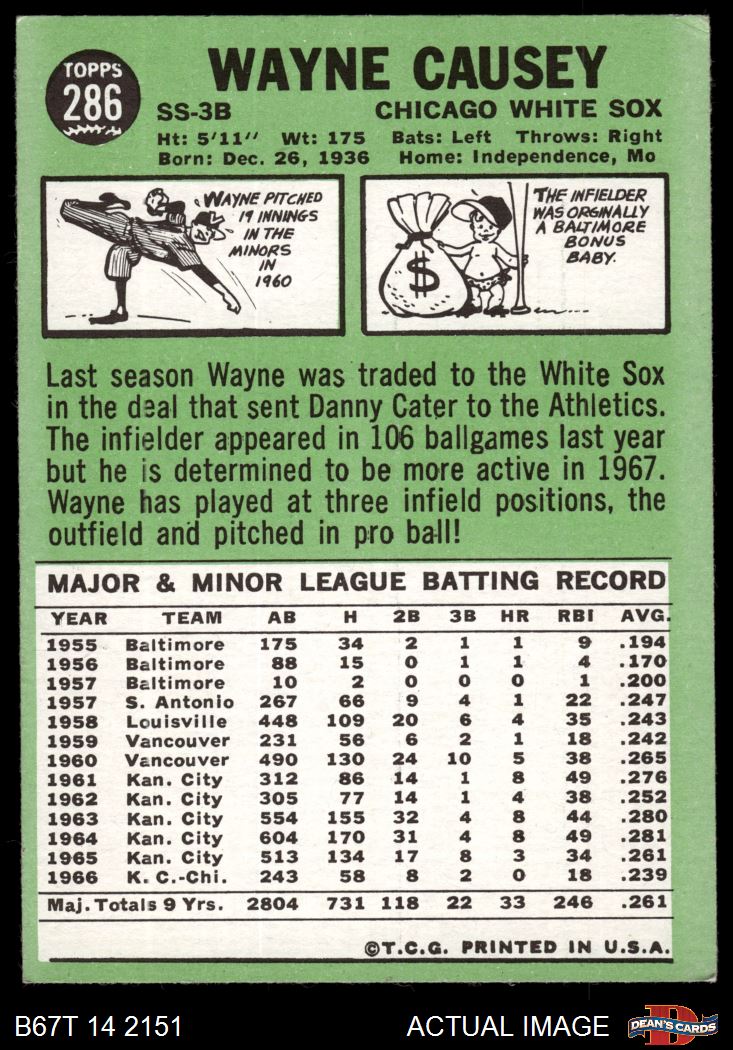 TOPPS
286
WAYNE CAUSEY
SS-3B CHICAGO WHITE SOX
Ht: 5'11" Wt: 175 Bats: Left Throws: Right
Born: Dec. 26, 1936 Home: Independence, Mo
WAYNE PITCHED
19 INNINGS
IN THE
MINORS
IN
1960
$
THE INFIELDER
WAS ORGINALLY
A BALTIMORE
BONUS
BABY.
Last season Wayne was traded to the White Sox
in the deal that sent Danny Cater to the Athletics.
The infielder appeared in 106 ballgames last year
but he is determined to be more active in 1967.
Wayne has played at three infield positions, the
outfield and pitched in pro ball!
MAJOR & MINOR LEAGUE BATTING RECORD
YEAR TEAM AB H 2B 3B HR RBI AVG.
1955 Baltimore 175 34 2 1 1 9 .194
1956 Baltimore 88 15 0 1 1 4 .170
1957 Baltimore 10 2 0 0 0 1 .200
1957 S. Antonio 267 66 9 4 1 22 .247
1958 Louisville 448 109 20 6 4 35 .243
1959 Vancouver 231 56 6 2 1 18 .242
1960 Vancouver 490 130 24 10 5 38 .265
1961 Kan. City 312 86 14 1 8 49 .276
1962 Kan. City 305 77 14 1 4 38 .252
1963 Kan. City 554 155 32 4 8 44 .280
1964 Kan. City 604 170 31 4 8 49 .281
1965 Kan. City 513 134 17 8 3 34 .261
1966 K. C.-Chi. 243 58 8 2 0 18 .239
Maj. Totals 9 Yrs. 2804 731 118 22 33 246 .261
©T.C.G. PRINTED IN U.S.A.
B67T 14 2151 ACTUAL IMAGE D DEAN'S CARDS